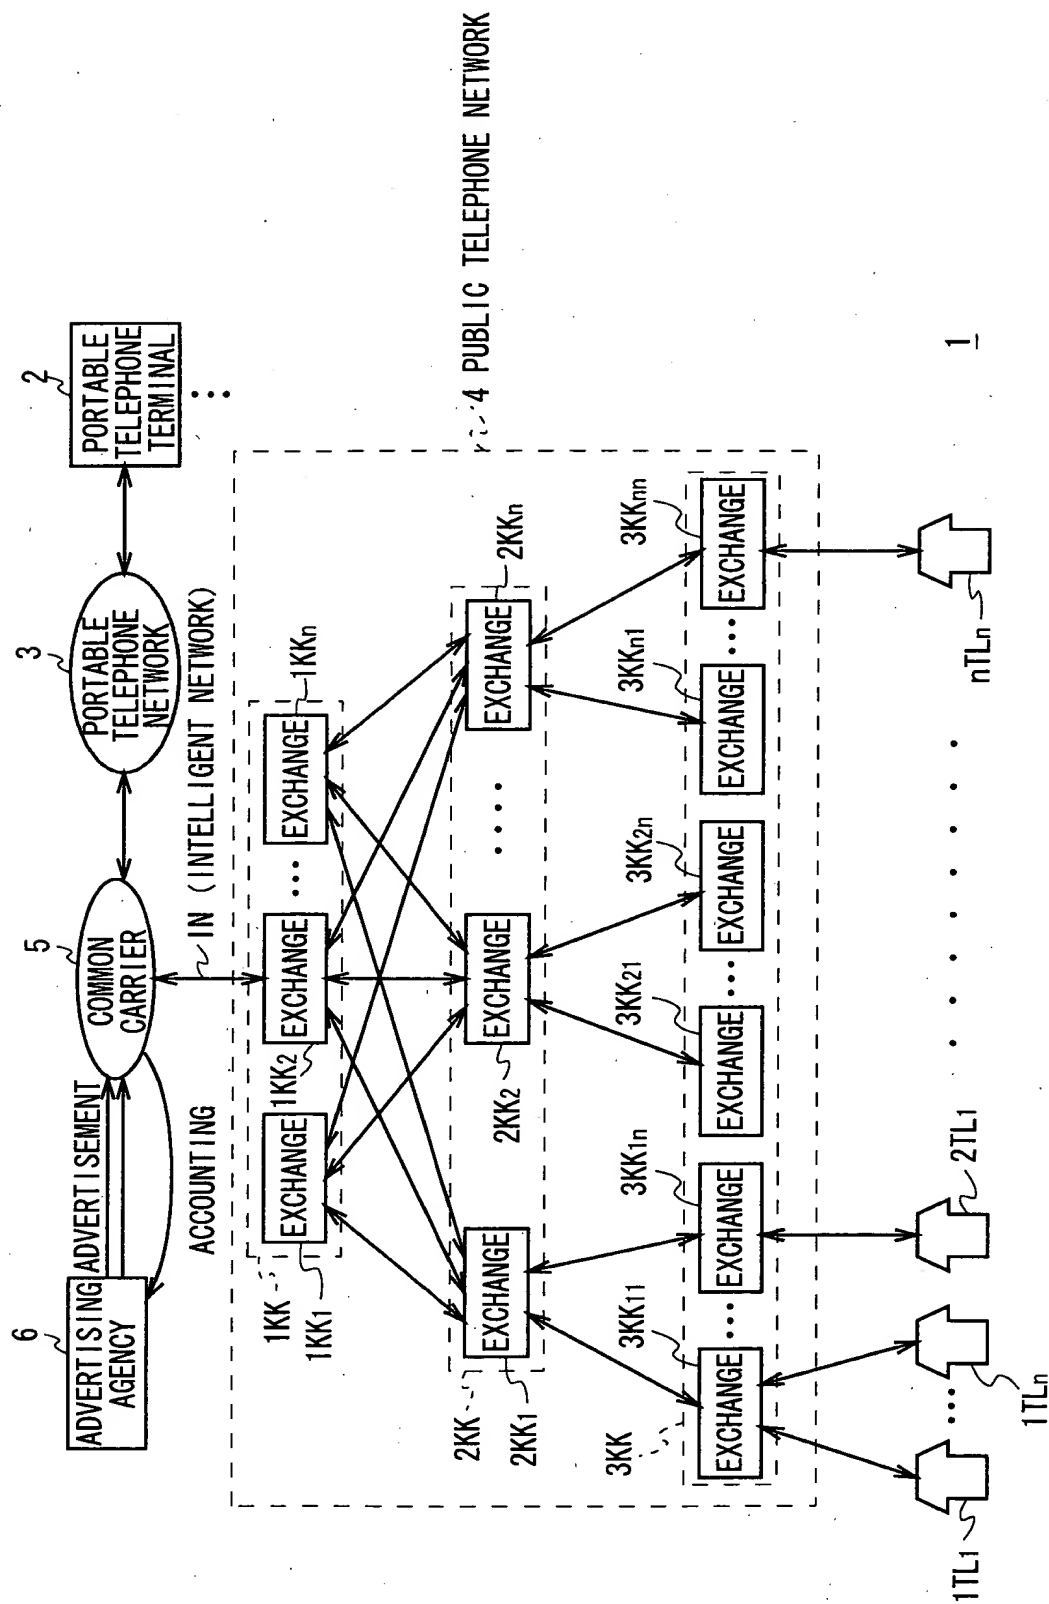 6
ADVERTISING
AGENCY
ADVERTISEMENT
ACCOUNTING
5
COMMON
CARRIER
IN (INTELLIGENT NETWORK)
3
PORTABLE
TELEPHONE
NETWORK
2
PORTABLE
TELEPHONE
TERMINAL
4 PUBLIC TELEPHONE NETWORK
1KK
1KK1
EXCHANGE
1KK2
EXCHANGE
EXCHANGE
1KKn
2KK
2KK1
EXCHANGE
2KK2
EXCHANGE
EXCHANGE
2KKn
3KK
3KK11
EXCHANGE
3KK1n
EXCHANGE
3KK21
EXCHANGE
3KK2n
EXCHANGE
3KKn1
EXCHANGE
3KKnn
EXCHANGE
1TL1
1TLn
2TL1
nTLn
1